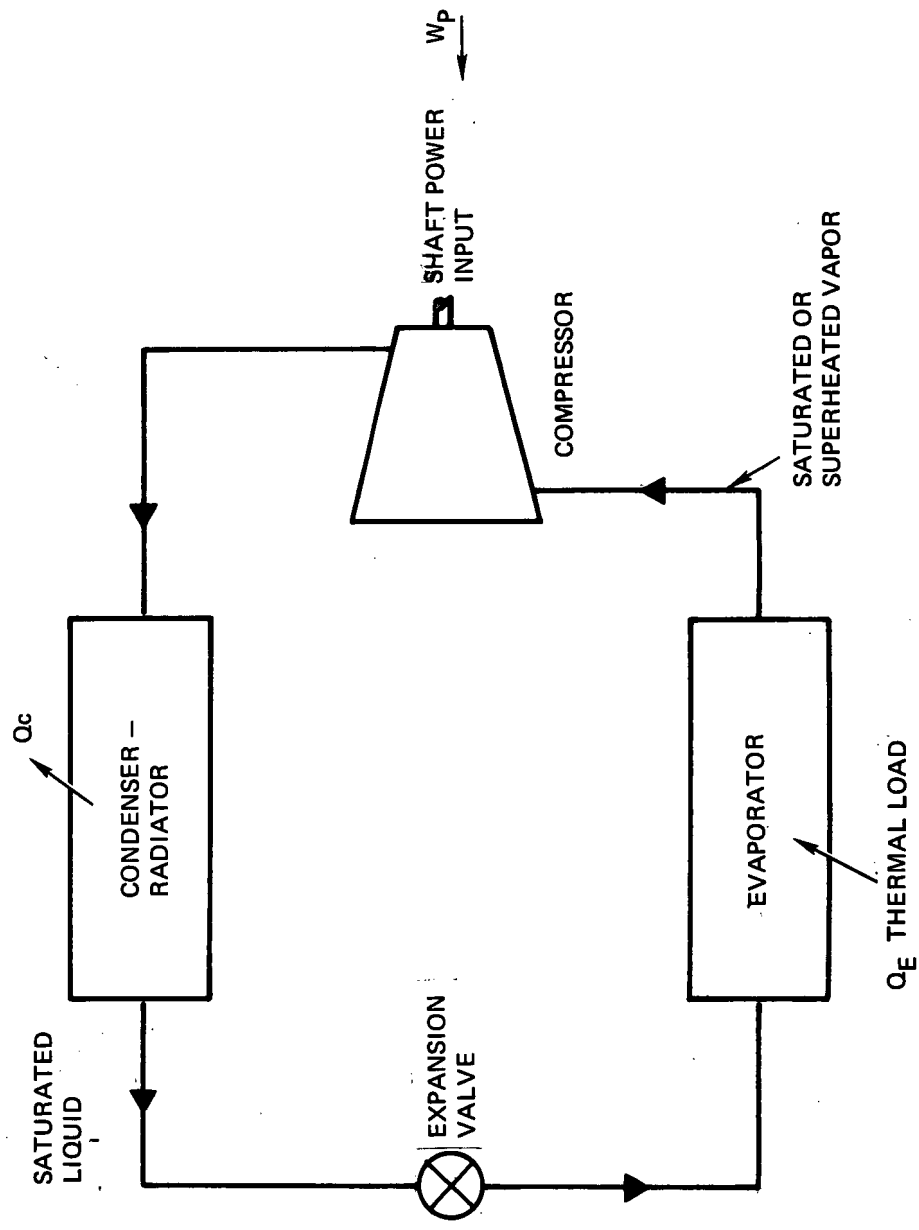 Qc
CONDENSER —
RADIATOR
SATURATED
LIQUID
EXPANSION
VALVE
EVAPORATOR
QE THERMAL LOAD
SATURATED OR
SUPERHEATED VAPOR
COMPRESSOR
SHAFT POWER
INPUT
WP